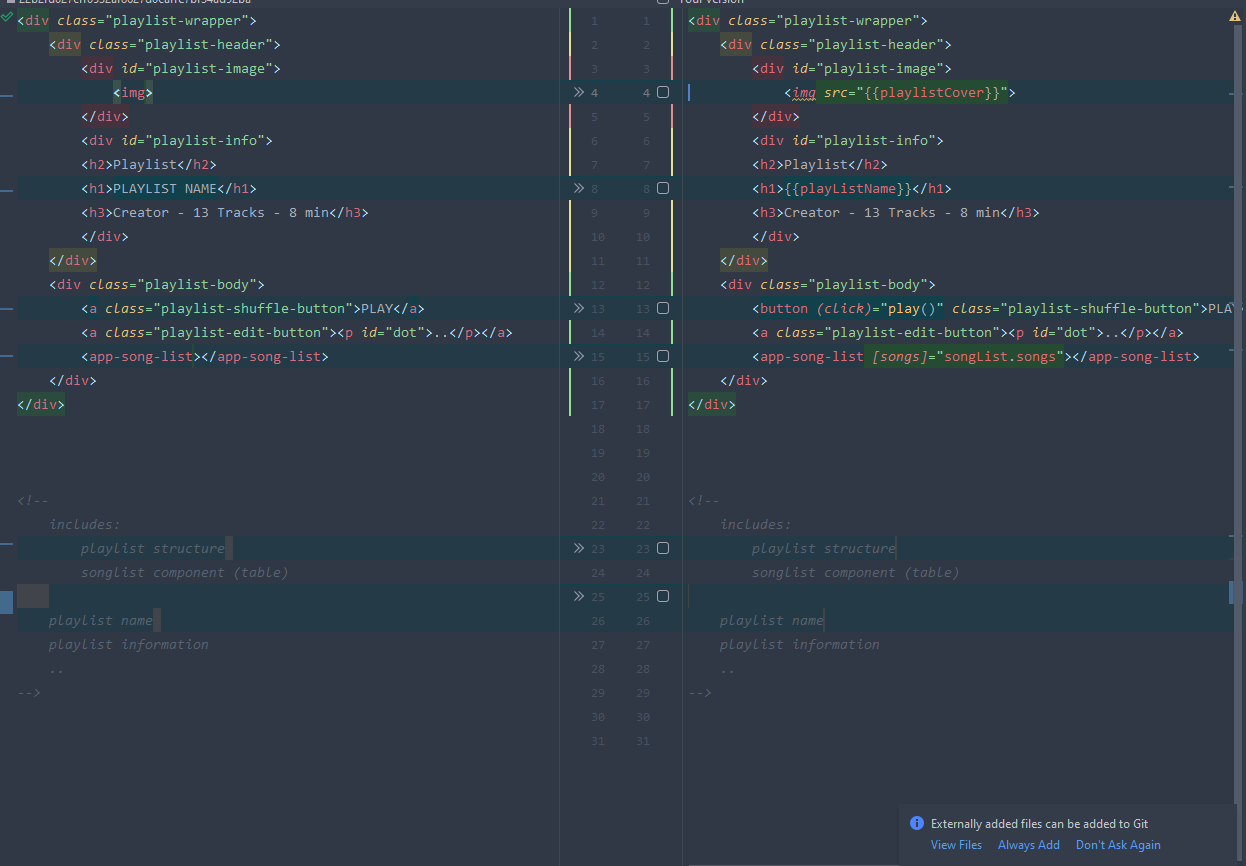 Your version
<div class="playlist-wrapper">
<div class="playlist-header">
<div id="playlist-image">
<img>
</div>
<div id="playlist-info">
<h2>Playlist</h2>
<h1>PLAYLIST NAME</h1>
<h3>Creator - 13 Tracks - 8 min</h3>
</div>
</div>
<div class="playlist-body">
<a class="playlist-shuffle-button">PLAY</a>
<a class="playlist-edit-button"><p id="dot">..</p></a>
<app-song-list></app-song-list>
</div>
</div>
<!--
includes:
playlist structure
songlist component (table)
playlist name
playlist information
..
-->
1 1
2 2
3 3
4 4
5 5
6 6
7 7
8 8
9 9
10 10
11 11
12 12
13 13
14 14
15 15
16 16
17 17
18 18
19 19
20 20
21 21
22 22
23 23
24 24
25 25
26 26
27 27
28 28
29 29
30 30
31 31
<div class="playlist-wrapper">
<div class="playlist-header">
<div id="playlist-image">
<img src="{{playlistCover}}">
</div>
<div id="playlist-info">
<h2>Playlist</h2>
<h1>{{playListName}}</h1>
<h3>Creator - 13 Tracks - 8 min</h3>
</div>
</div>
<div class="playlist-body">
<button (click)="play()" class="playlist-shuffle-button">PLA
<a class="playlist-edit-button"><p id="dot">..</p></a>
<app-song-list [songs]="songList.songs"></app-song-list>
</div>
</div>
<!--
includes:
playlist structure
songlist component (table)
playlist name
playlist information
..
-->
Externally added files can be added to Git
View Files Always Add Don't Ask Again